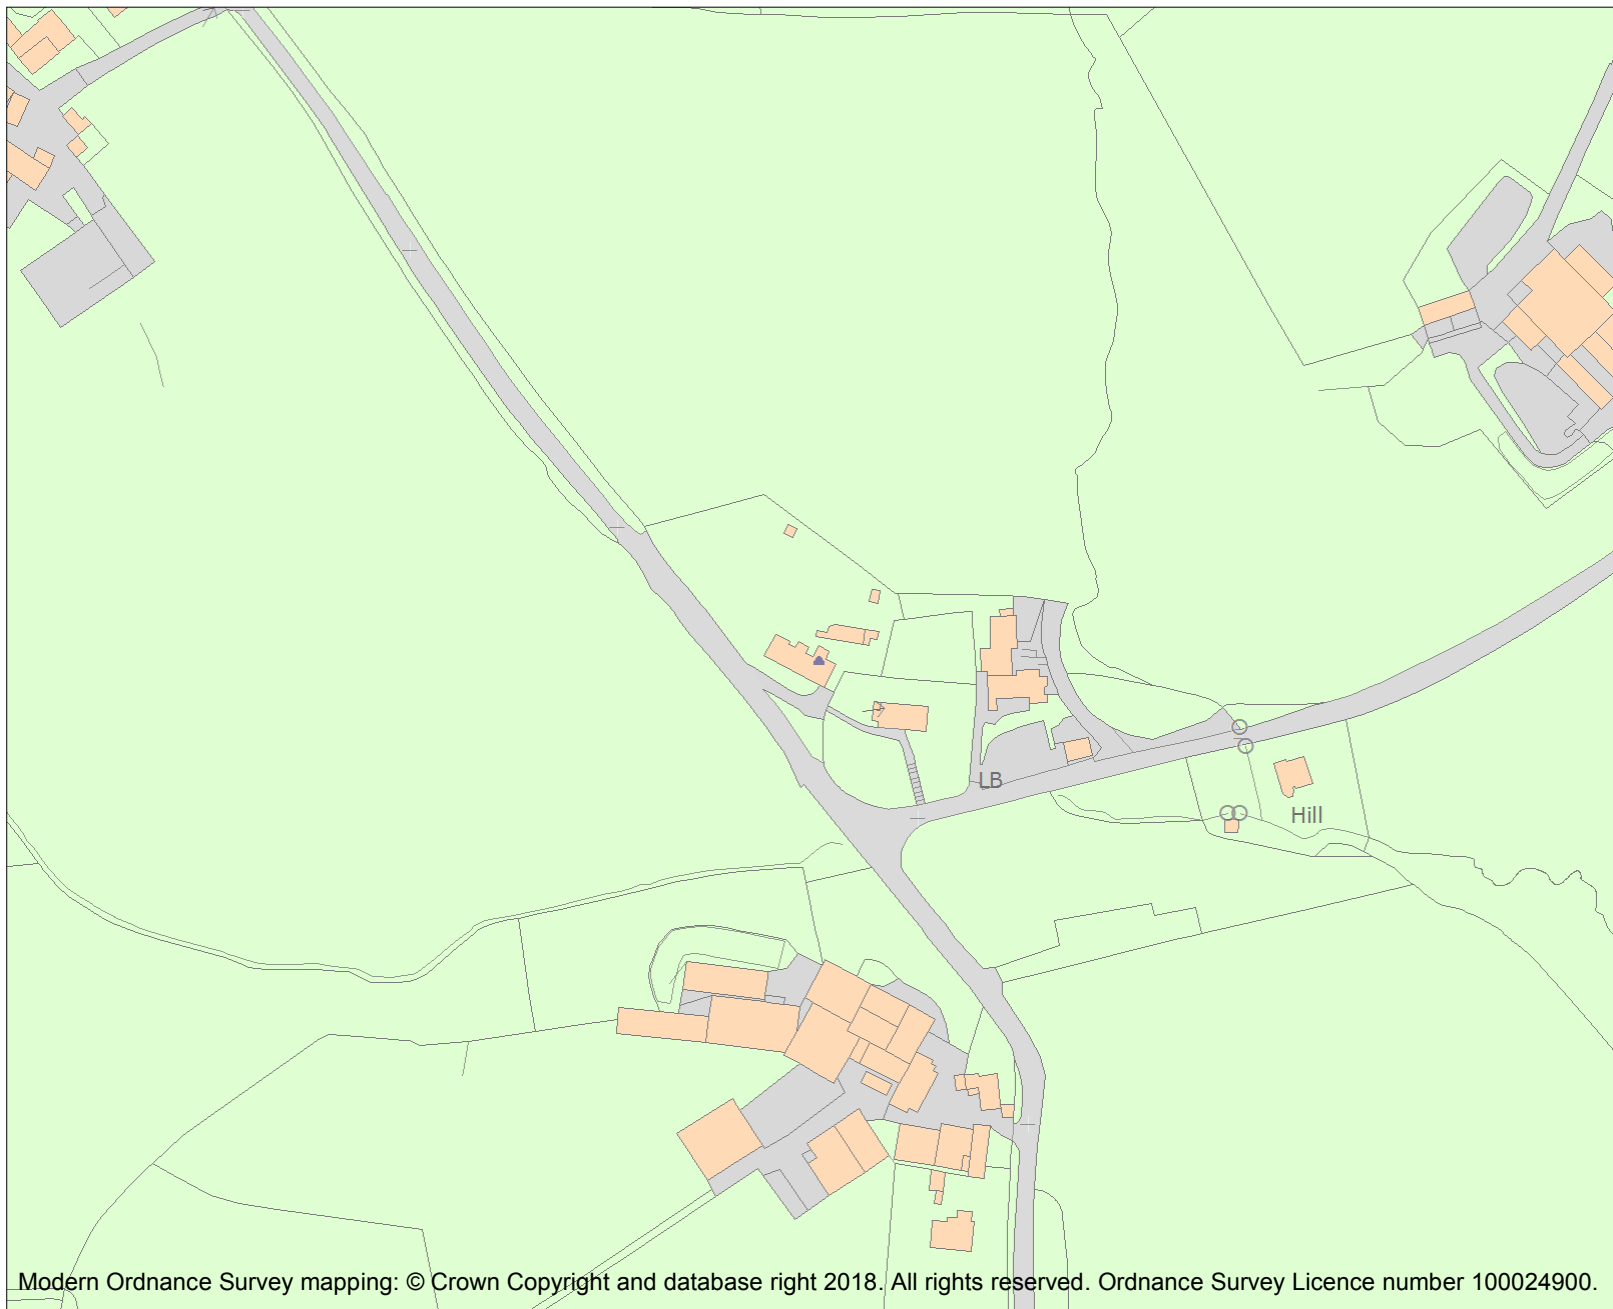 LB
Hill
Modern Ordnance Survey mapping: © Crown Copyright and database right 2018. All rights reserved. Ordnance Survey Licence number 100024900.